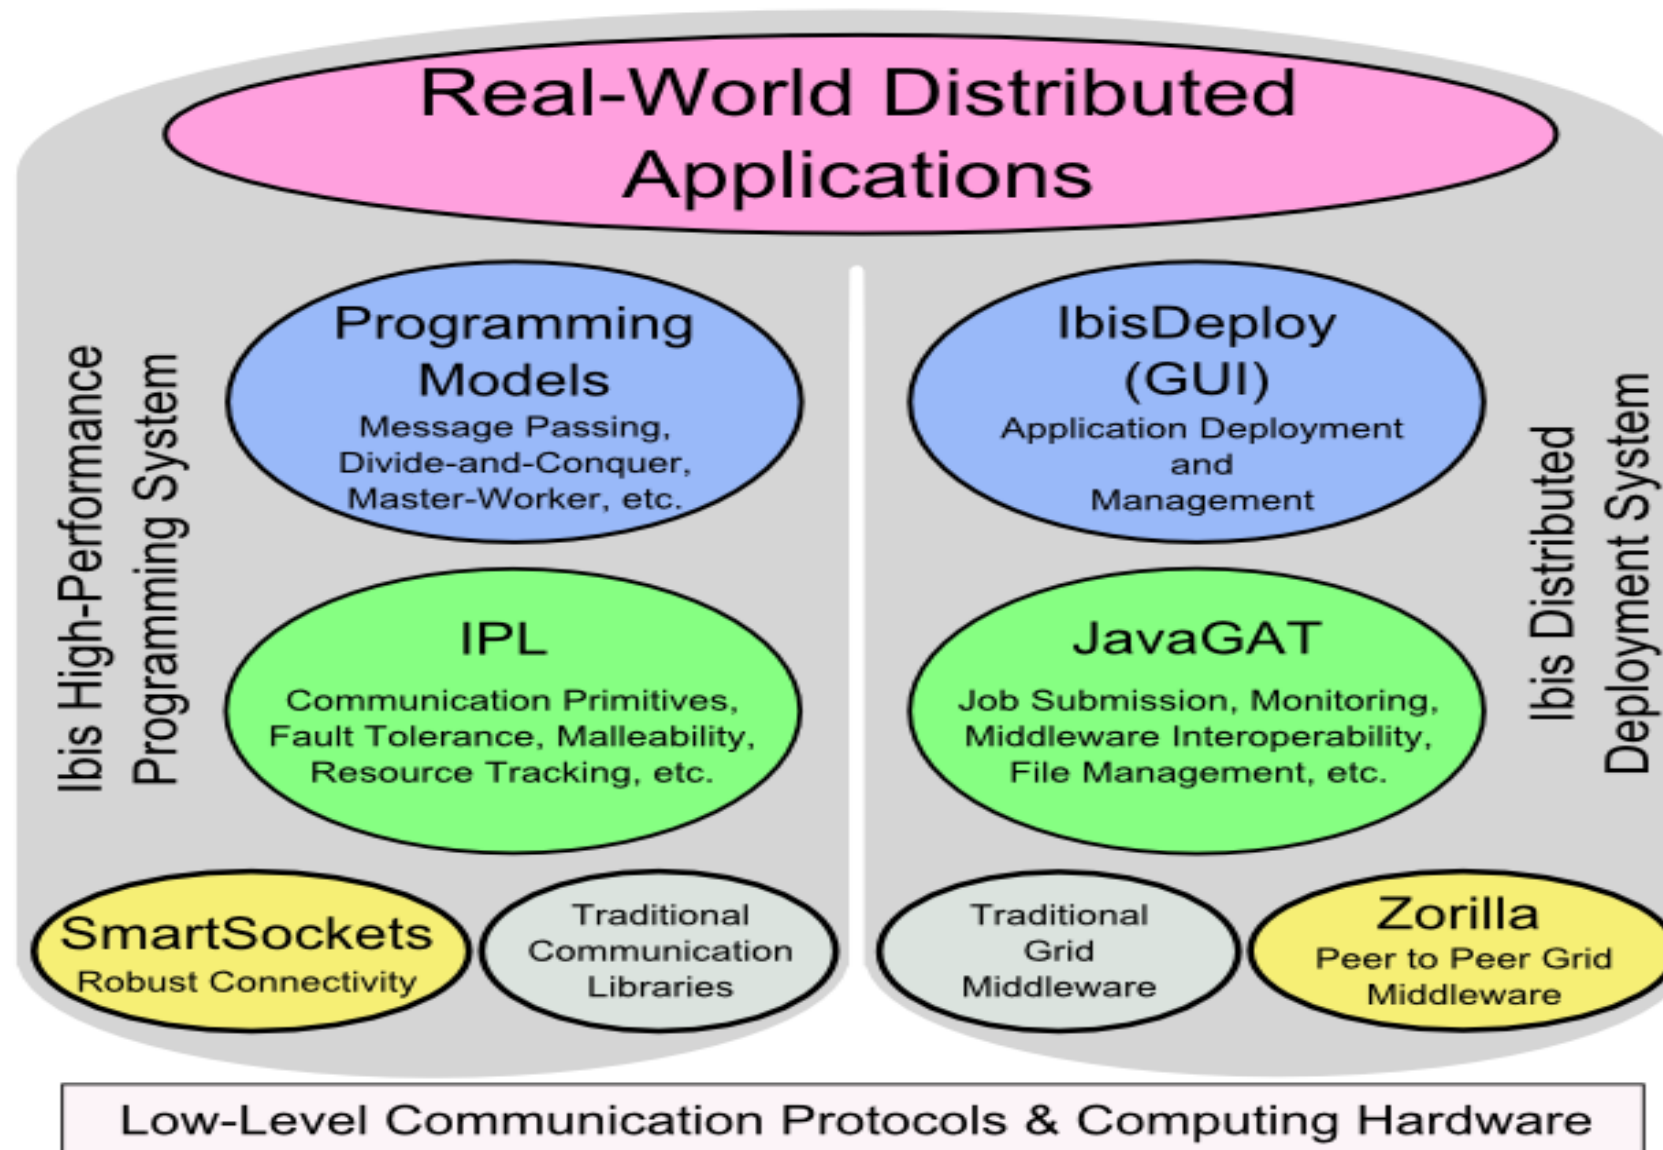 Real-World Distributed
Applications
Ibis High-Performance
Programming System
Programming
Models
Message Passing,
Divide-and-Conquer,
Master-Worker, etc.
IPL
Communication Primitives,
Fault Tolerance, Malleability,
Resource Tracking, etc.
SmartSockets
Robust Connectivity
Traditional
Communication
Libraries
IbisDeploy
(GUI)
Application Deployment
and
Management
JavaGAT
Job Submission, Monitoring,
Middleware Interoperability,
File Management, etc.
Traditional
Grid
Middleware
Zorilla
Peer to Peer Grid
Middleware
Ibis Distributed
Deployment System
Low-Level Communication Protocols & Computing Hardware